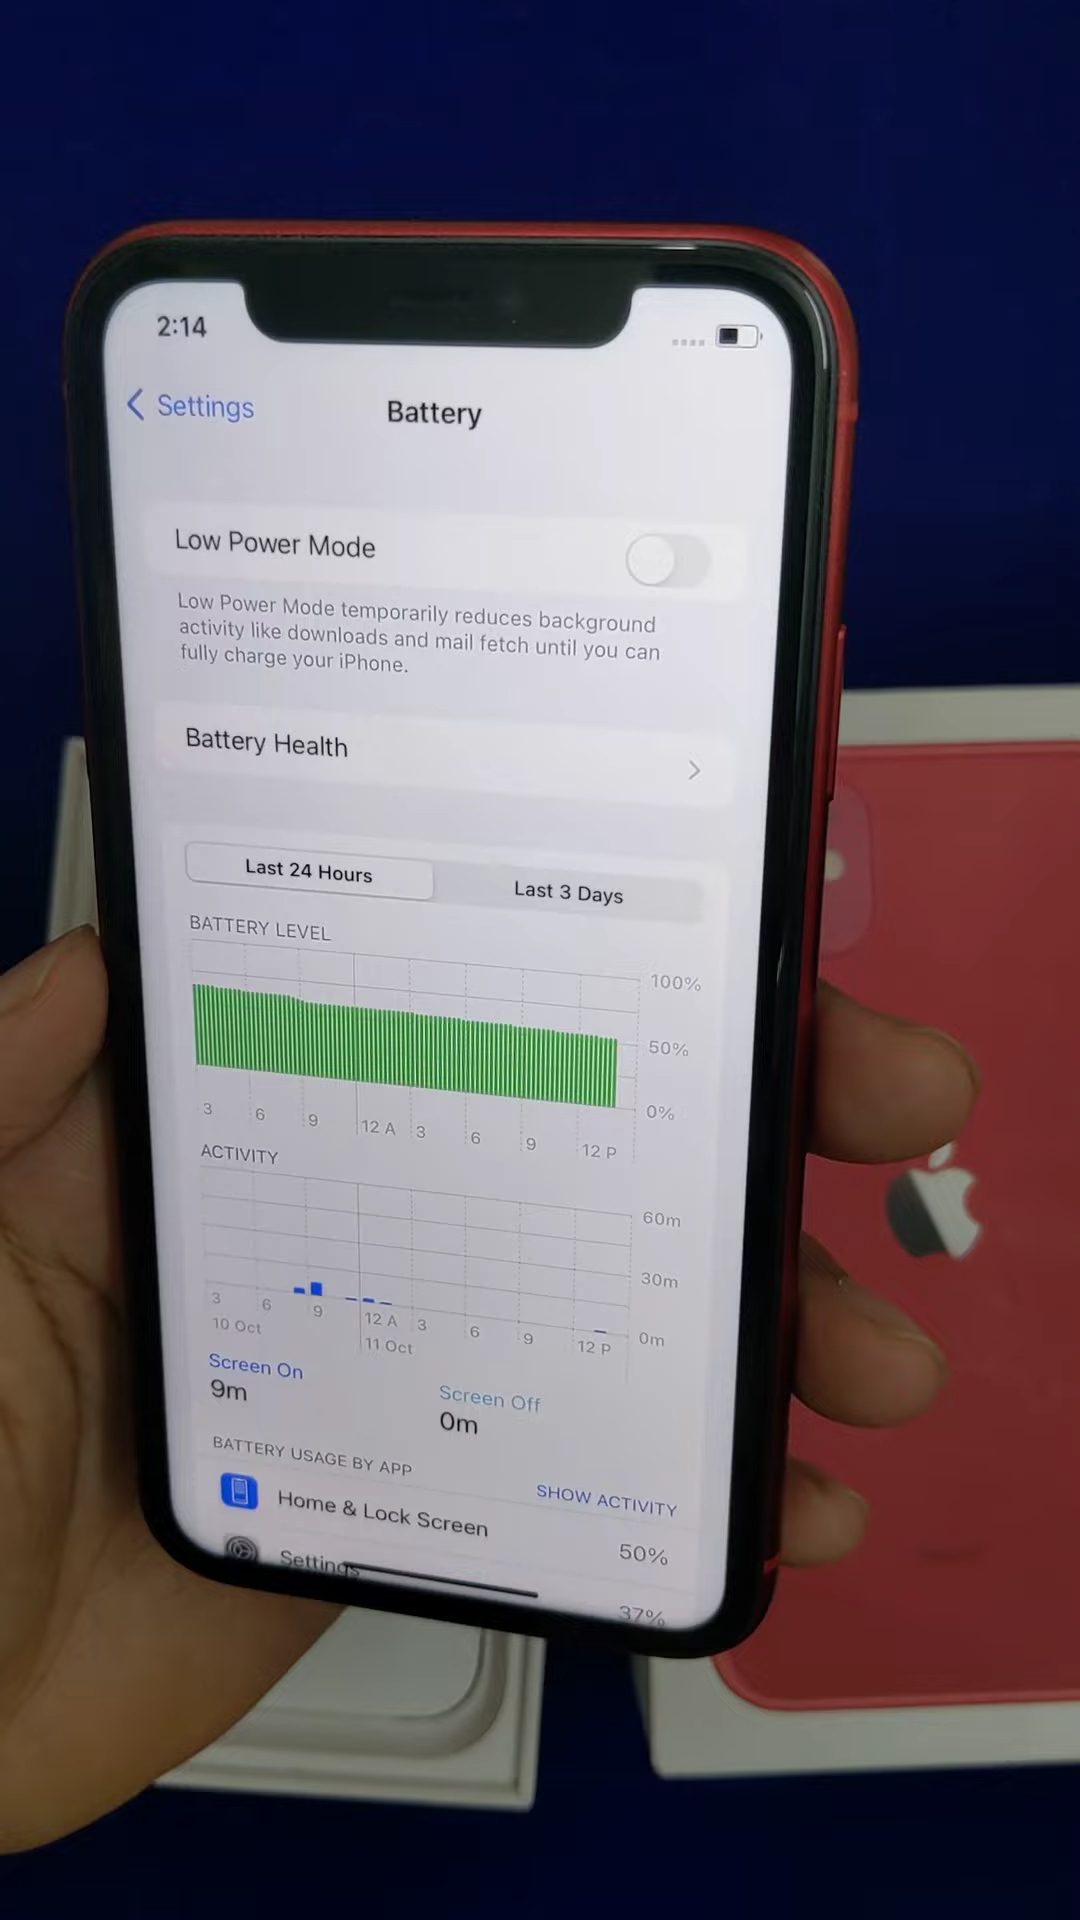 2:14
Settings
Battery
Low Power Mode
Low Power Mode temporarily reduces background
activity like downloads and mail fetch until you can
fully charge your iPhone.
Battery Health
Last 24 Hours
Last 3 Days
BATTERY LEVEL
100%
50%
0%
3 6 9 12 A 3 6 9 12 P
ACTIVITY
60m
30m
0m
3 6 9 12 A 3 6 9 12 P
10 Oct 11 Oct
Screen On
9m
Screen Off
0m
BATTERY USAGE BY APP
SHOW ACTIVITY
Home & Lock Screen
50%
Settings
37%